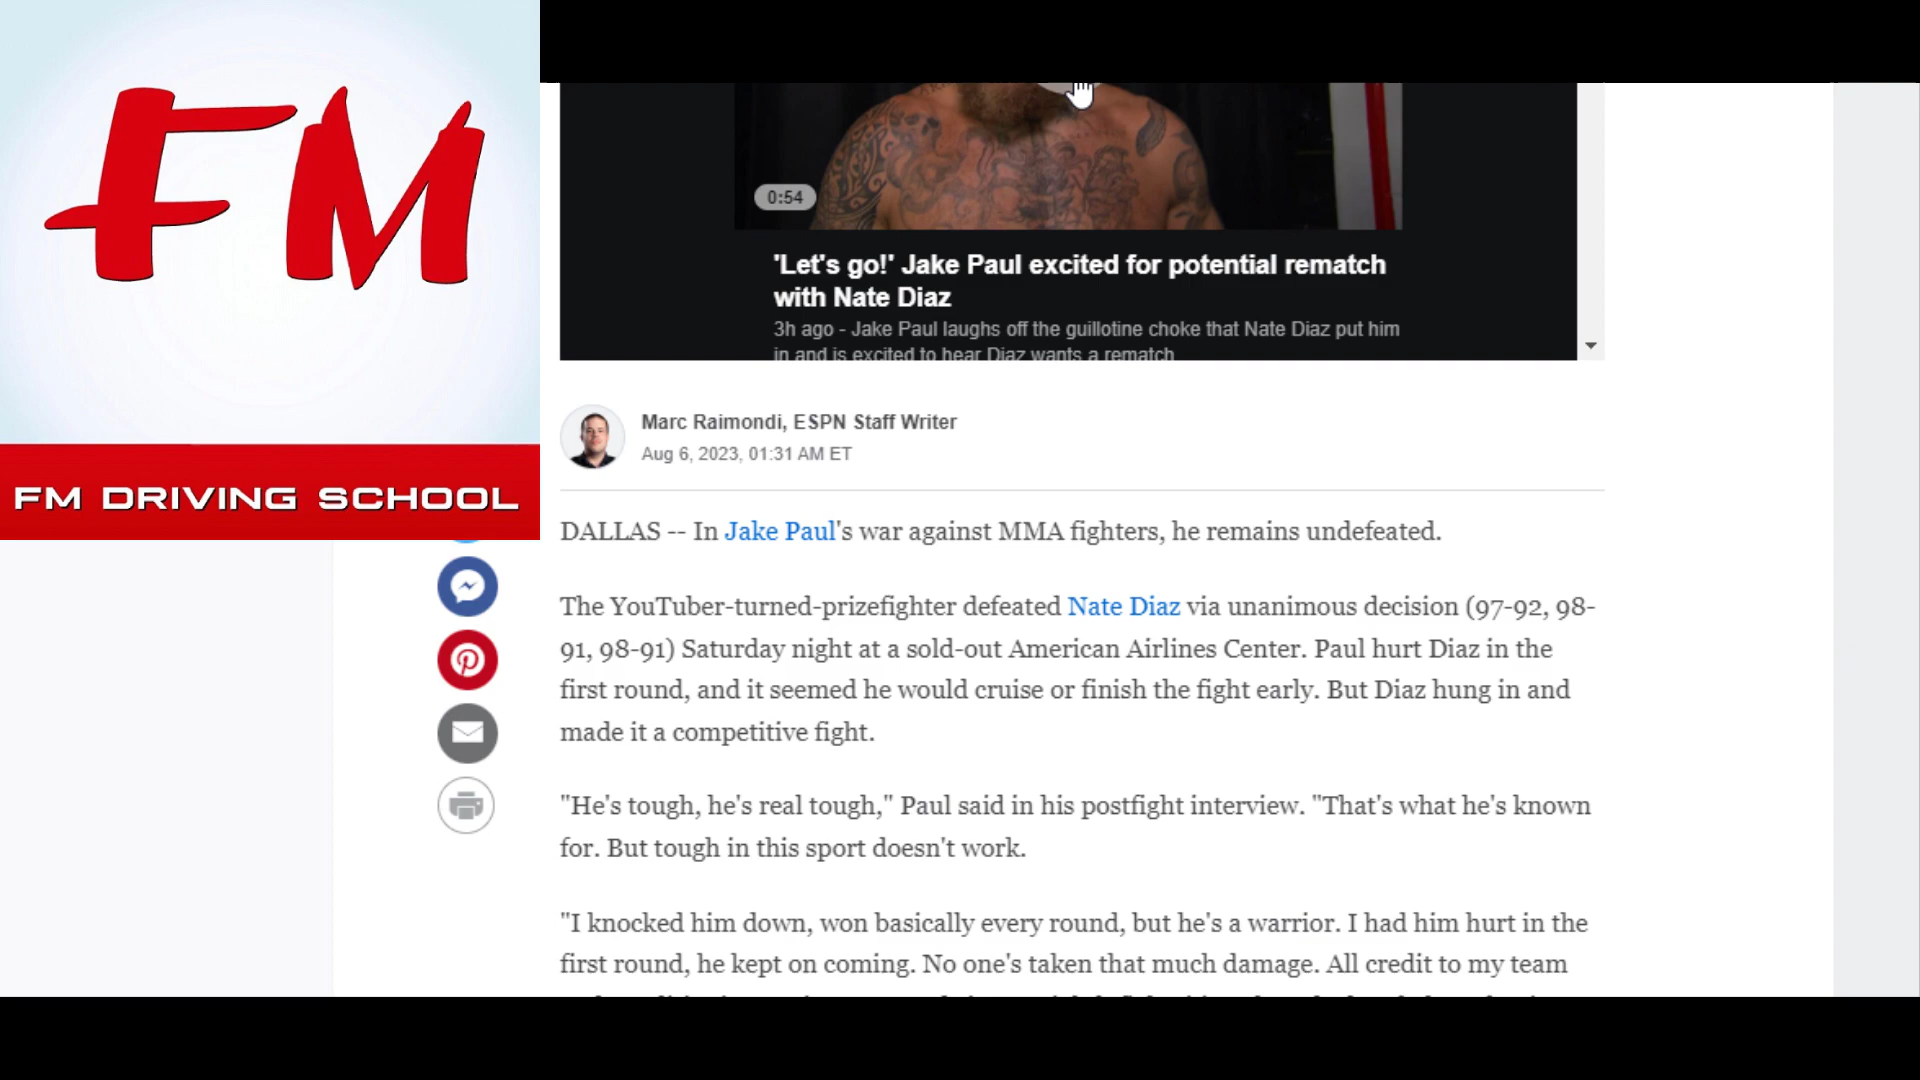 FM
FM DRIVING SCHOOL
0:54
'Let's go!' Jake Paul excited for potential rematch
with Nate Diaz
3h ago - Jake Paul laughs off the guillotine choke that Nate Diaz put him
in and is excited to hear Diaz wants a rematch
Marc Raimondi, ESPN Staff Writer
Aug 6, 2023, 01:31 AM ET
DALLAS -- In Jake Paul's war against MMA fighters, he remains undefeated.
The YouTuber-turned-prizefighter defeated Nate Diaz via unanimous decision (97-92, 98-
91, 98-91) Saturday night at a sold-out American Airlines Center. Paul hurt Diaz in the
first round, and it seemed he would cruise or finish the fight early. But Diaz hung in and
made it a competitive fight.
"He's tough, he's real tough," Paul said in his postfight interview. "That's what he's known
for. But tough in this sport doesn't work.
"I knocked him down, won basically every round, but he's a warrior. I had him hurt in the
first round, he kept on coming. No one's taken that much damage. All credit to my team